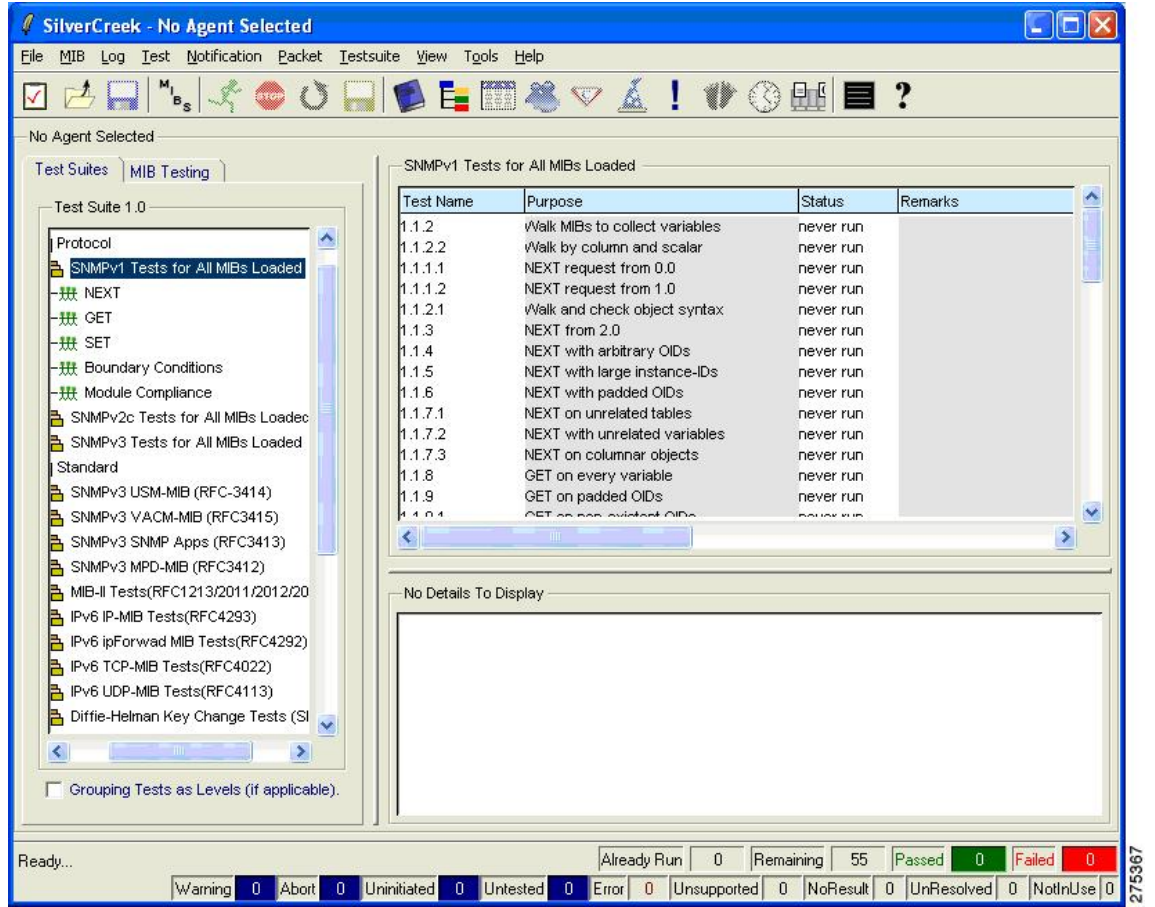 SilverCreek - No Agent Selected
File MIB Log Test Notification Packet Testsuite View Tools Help
MIBs STOP ! ?
No Agent Selected
Test Suites MIB Testing
Test Suite 1.0
Protocol
SNMPv1 Tests for All MIBs Loaded
NEXT
GET
SET
Boundary Conditions
Module Compliance
SNMPv2c Tests for All MIBs Loaded
SNMPv3 Tests for All MIBs Loaded
Standard
SNMPv3 USM-MIB (RFC-3414)
SNMPv3 VACM-MIB (RFC3415)
SNMPv3 SNMP Apps (RFC3413)
SNMPv3 MPD-MIB (RFC3412)
MIB-II Tests(RFC1213/2011/2012/20
IPv6 IP-MIB Tests(RFC4293)
IPv6 ipForwad MIB Tests(RFC4292)
IPv6 TCP-MIB Tests(RFC4022)
IPv6 UDP-MIB Tests(RFC4113)
Diffie-Helman Key Change Tests (SI
Grouping Tests as Levels (if applicable).
SNMPv1 Tests for All MIBs Loaded
Test Name Purpose Status Remarks
1.1.2 Walk MIBs to collect variables never run
1.1.2.2 Walk by column and scalar never run
1.1.1.1 NEXT request from 0.0 never run
1.1.1.2 NEXT request from 1.0 never run
1.1.2.1 Walk and check object syntax never run
1.1.3 NEXT from 2.0 never run
1.1.4 NEXT with arbitrary OIDs never run
1.1.5 NEXT with large instance-IDs never run
1.1.6 NEXT with padded OIDs never run
1.1.7.1 NEXT on unrelated tables never run
1.1.7.2 NEXT with unrelated variables never run
1.1.7.3 NEXT on columnar objects never run
1.1.8 GET on every variable never run
1.1.9 GET on padded OIDs never run
1.1.9.1 GET on non-existent OIDs never run
No Details To Display
Ready...
Already Run 0 Remaining 55 Passed 0 Failed 0
Warning 0 Abort 0 Uninitiated 0 Untested 0 Error 0 Unsupported 0 NoResult 0 UnResolved 0 NotInUse 0
275367